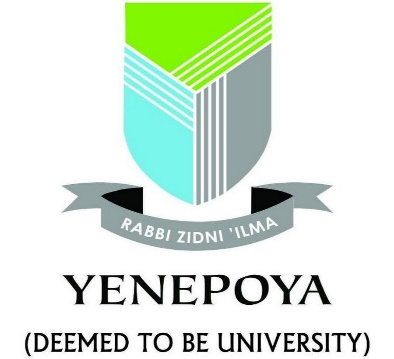 RABBI ZIDNI 'ILMA
YENEPOYA
(DEEMED TO BE UNIVERSITY)